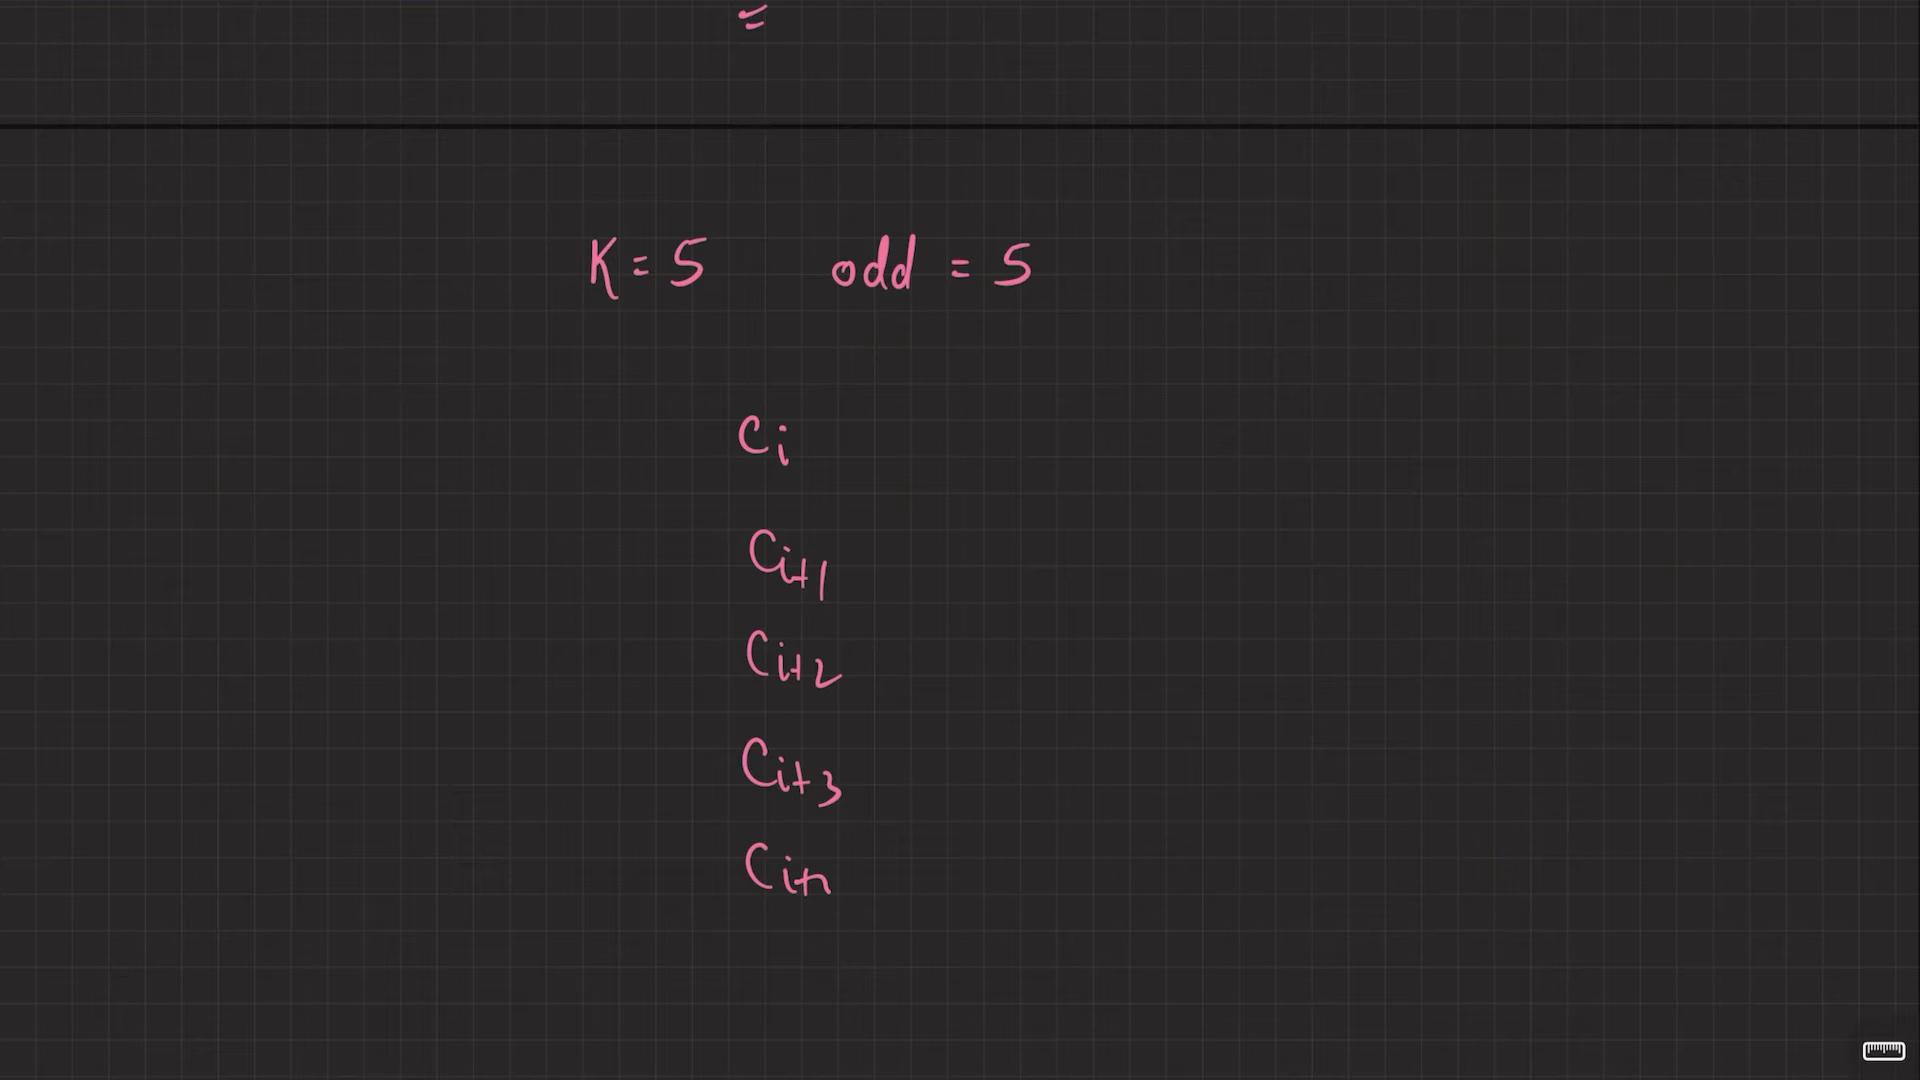 =
K = 5 odd = 5
Ci
Ci+1
Ci+2
Ci+3
Ci+n